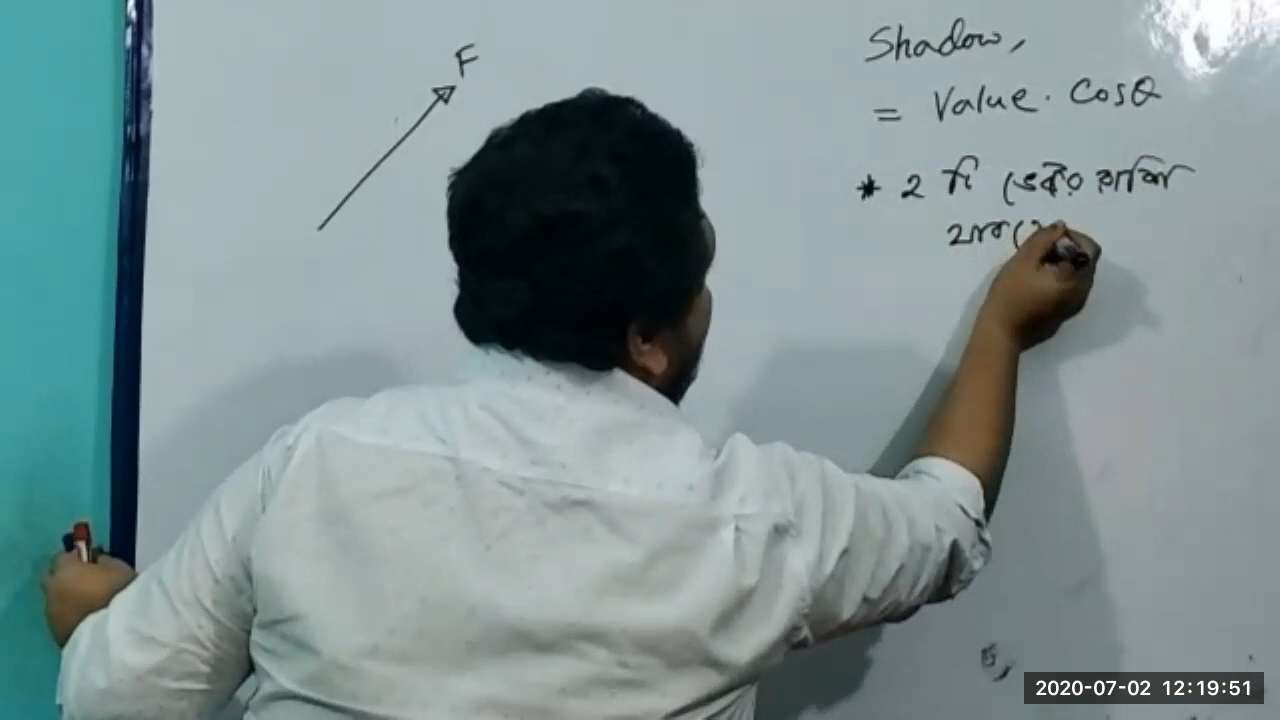 F
Shadow,
= Value. Cosθ
* 2 টি ভেক্টর রাশি
2020-07-02 12:19:51